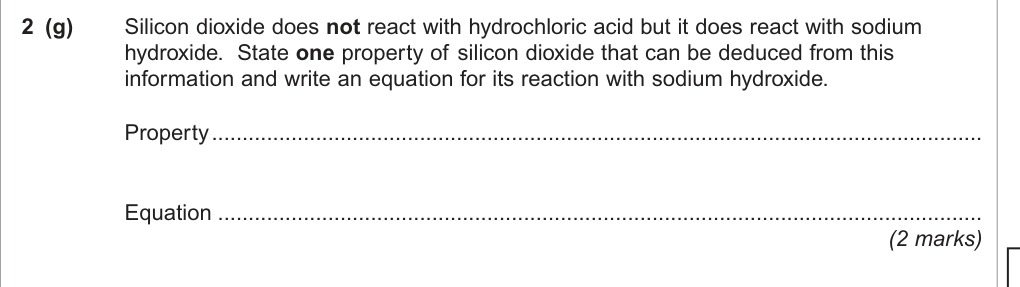 2 (g) Silicon dioxide does not react with hydrochloric acid but it does react with sodium
hydroxide. State one property of silicon dioxide that can be deduced from this
information and write an equation for its reaction with sodium hydroxide.
Property ..............................................................................................................................
Equation .............................................................................................................................
(2 marks)